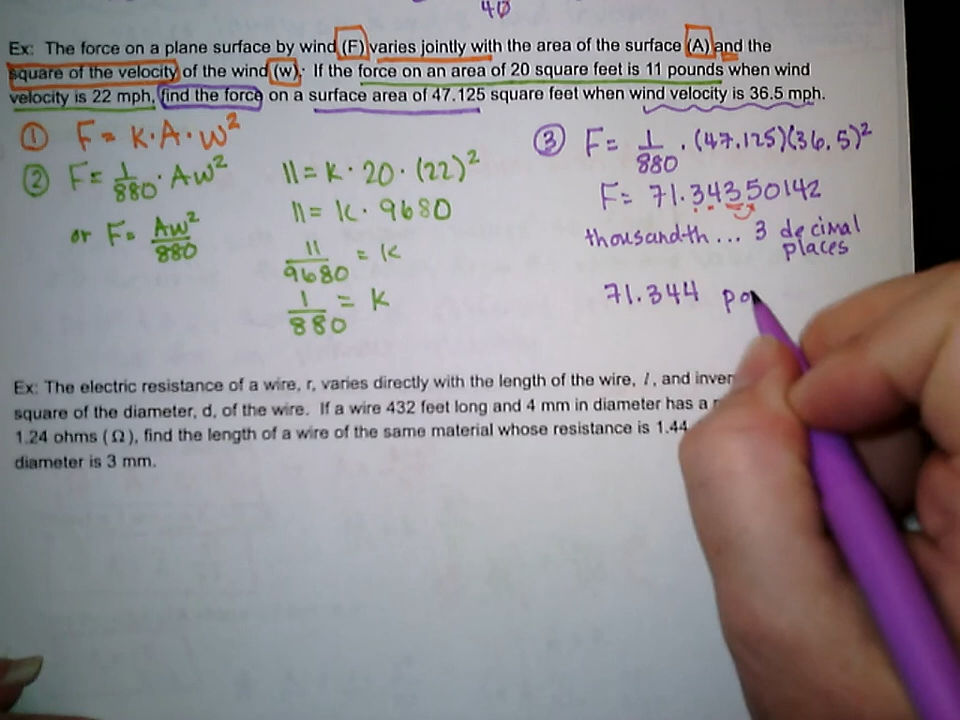 40
Ex: The force on a plane surface by wind (F) varies jointly with the area of the surface (A) and the
square of the velocity of the wind (w). If the force on an area of 20 square feet is 11 pounds when wind
velocity is 22 mph, find the force on a surface area of 47.125 square feet when wind velocity is 36.5 mph.
① F = K·A·w²
② F = 1/880 · Aw²
or F = Aw²/880
11 = K · 20 · (22)²
11 = K · 9680
11/9680 = K
1/880 = K
③ F = 1/880 · (47.125)(36.5)²
F = 71.34350142
thousandth ... 3 decimal
places
71.344 po
Ex: The electric resistance of a wire, r, varies directly with the length of the wire, l, and inver
square of the diameter, d, of the wire. If a wire 432 feet long and 4 mm in diameter has a
1.24 ohms (Ω), find the length of a wire of the same material whose resistance is 1.44
diameter is 3 mm.